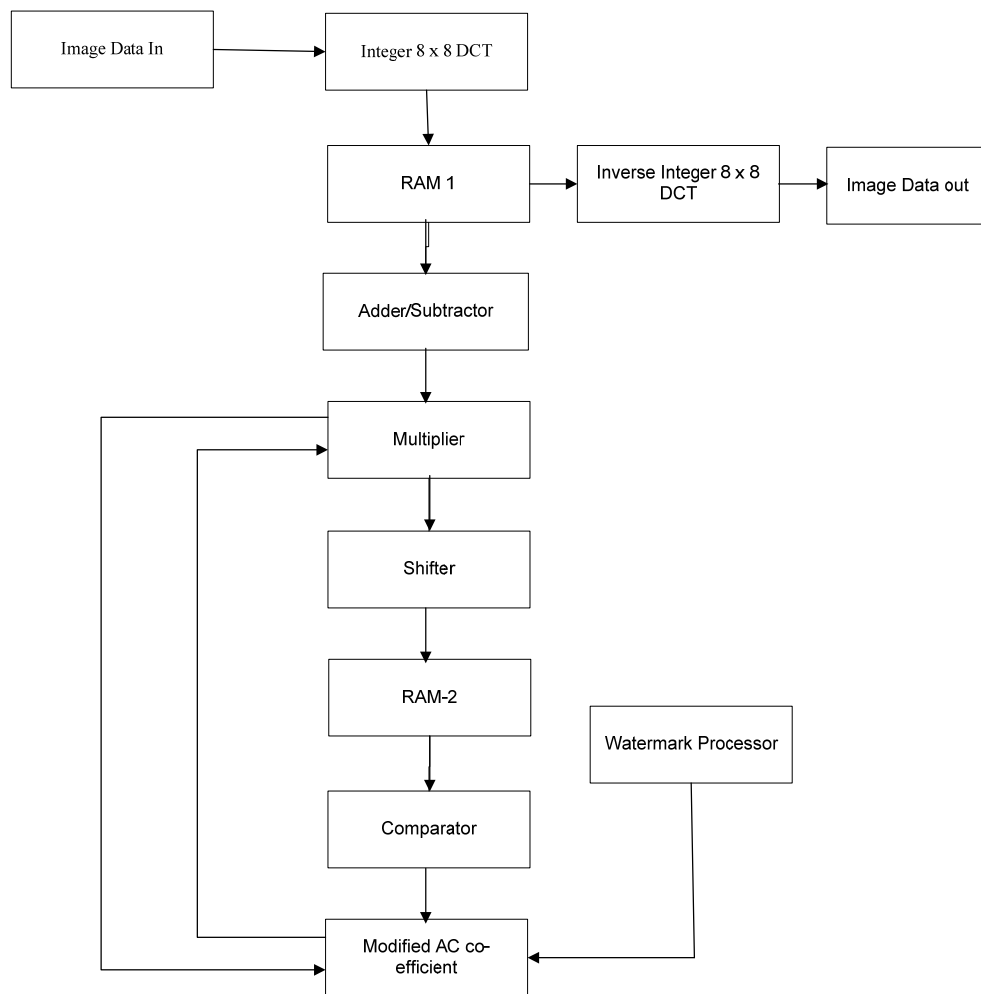 Image Data In
Integer 8 x 8 DCT
RAM 1
Inverse Integer 8 x 8
DCT
Image Data out
Adder/Subtractor
Multiplier
Shifter
RAM-2
Watermark Processor
Comparator
Modified AC co-
efficient